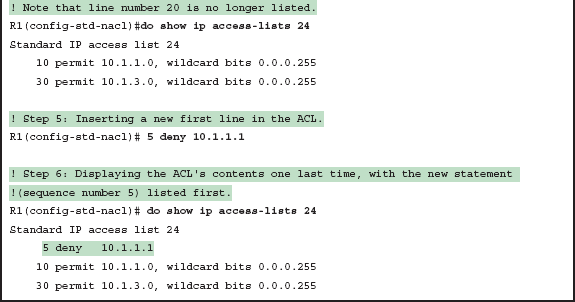 ! Note that line number 20 is no longer listed.
R1(config-std-nacl)#do show ip access-lists 24
Standard IP access list 24
    10 permit 10.1.1.0, wildcard bits 0.0.0.255
    30 permit 10.1.3.0, wildcard bits 0.0.0.255
! Step 5: Inserting a new first line in the ACL.
R1(config-std-nacl)# 5 deny 10.1.1.1
! Step 6: Displaying the ACL's contents one last time, with the new statement
!(sequence number 5) listed first.
R1(config-std-nacl)# do show ip access-lists 24
Standard IP access list 24
     5 deny   10.1.1.1
    10 permit 10.1.1.0, wildcard bits 0.0.0.255
    30 permit 10.1.3.0, wildcard bits 0.0.0.255